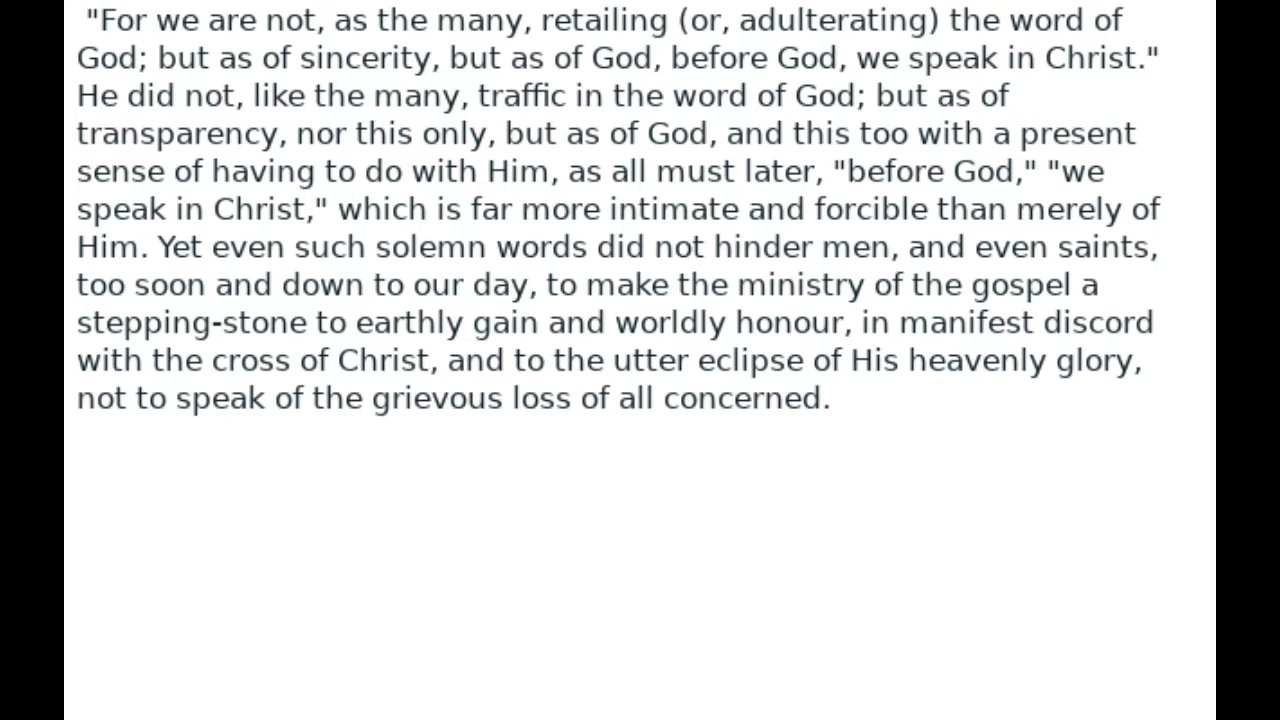 "For we are not, as the many, retailing (or, adulterating) the word of
God; but as of sincerity, but as of God, before God, we speak in Christ."
He did not, like the many, traffic in the word of God; but as of
transparency, nor this only, but as of God, and this too with a present
sense of having to do with Him, as all must later, "before God," "we
speak in Christ," which is far more intimate and forcible than merely of
Him. Yet even such solemn words did not hinder men, and even saints,
too soon and down to our day, to make the ministry of the gospel a
stepping-stone to earthly gain and worldly honour, in manifest discord
with the cross of Christ, and to the utter eclipse of His heavenly glory,
not to speak of the grievous loss of all concerned.